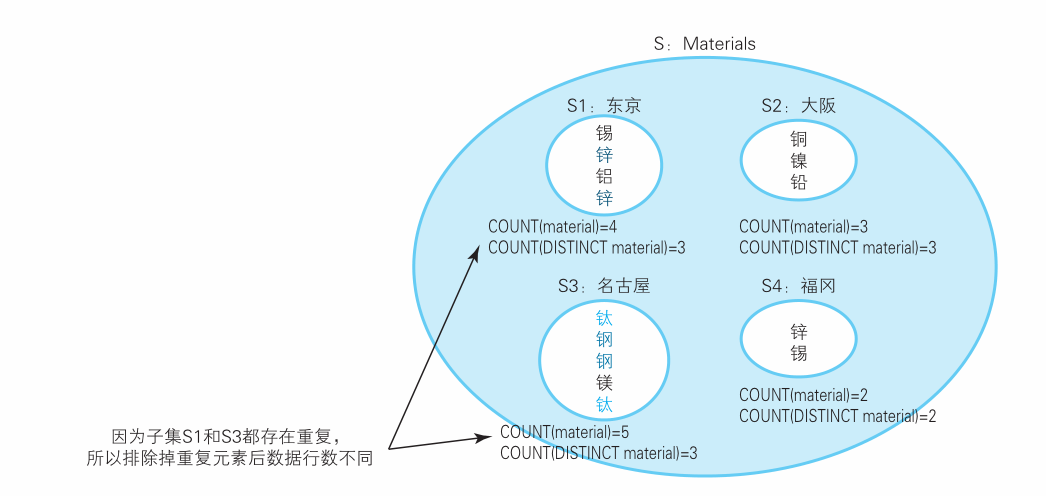 S：Materials
S1：东京
锡
锌
铝
锌
COUNT(material)=4
COUNT(DISTINCT material)=3
S2：大阪
铜
镍
铅
COUNT(material)=3
COUNT(DISTINCT material)=3
S3：名古屋
钛
钢
钢
镁
钛
COUNT(material)=5
COUNT(DISTINCT material)=3
S4：福冈
锌
锡
COUNT(material)=2
COUNT(DISTINCT material)=2
因为子集S1和S3都存在重复，
所以排除掉重复元素后数据行数不同